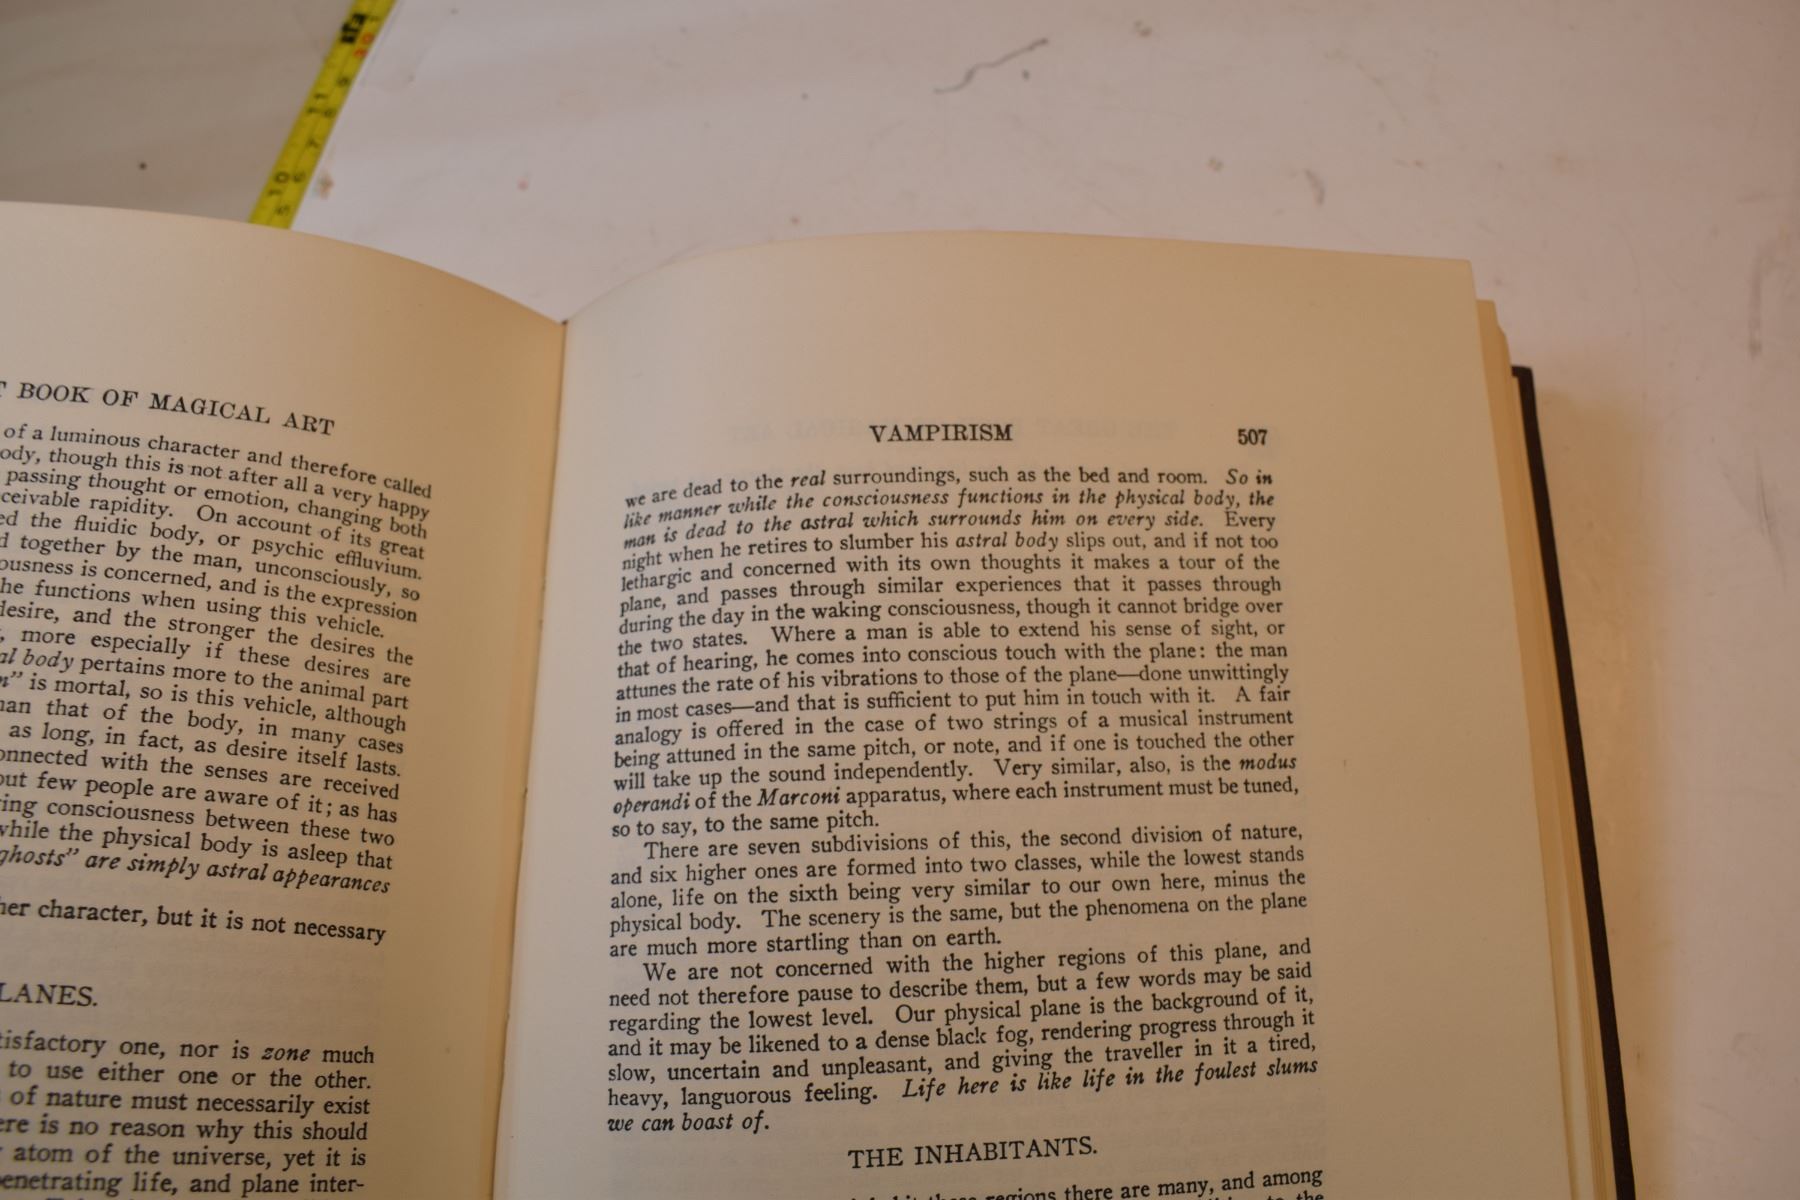 BOOK OF MAGICAL ART
of a luminous character and therefore called
though this is not after all a very happy
passing thought or emotion, changing both
rapidity. On account of its great
the fluidic body, or psychic effluvium.
together by the man, unconsciously, so
is concerned, and is the expression
functions when using this vehicle.
desire, and the stronger the desires the
more especially if these desires are
body pertains more to the animal part
is mortal, so is this vehicle, although
that of the body, in many cases
as long, in fact, as desire itself lasts.
with the senses are received
few people are aware of it; as has
consciousness between these two
while the physical body is asleep that
ghosts" are simply astral appearances
character, but it is not necessary
one, nor is zone much
to use either one or the other.
of nature must necessarily exist
is no reason why this should
atom of the universe, yet it is
life, and plane inter-
VAMPIRISM 507
we are dead to the real surroundings, such as the bed and room. So in
like manner while the consciousness functions in the physical body, the
man is dead to the astral which surrounds him on every side. Every
night when he retires to slumber his astral body slips out, and if not too
lethargic and concerned with its own thoughts it makes a tour of the
plane, and passes through similar experiences that it passes through
during the day in the waking consciousness, though it cannot bridge over
the two states. Where a man is able to extend his sense of sight, or
that of hearing, he comes into conscious touch with the plane: the man
attunes the rate of his vibrations to those of the plane—done unwittingly
in most cases—and that is sufficient to put him in touch with it. A fair
analogy is offered in the case of two strings of a musical instrument
being attuned in the same pitch, or note, and if one is touched the other
will take up the sound independently. Very similar, also, is the modus
operandi of the Marconi apparatus, where each instrument must be tuned,
so to say, to the same pitch.
There are seven subdivisions of this, the second division of nature,
and six higher ones are formed into two classes, while the lowest stands
alone, life on the sixth being very similar to our own here, minus the
physical body. The scenery is the same, but the phenomena on the plane
are much more startling than on earth.
We are not concerned with the higher regions of this plane, and
need not therefore pause to describe them, but a few words may be said
regarding the lowest level. Our physical plane is the background of it,
and it may be likened to a dense black fog, rendering progress through it
slow, uncertain and unpleasant, and giving the traveller in it a tired,
heavy, languorous feeling. Life here is like life in the foulest slums
we can boast of.
THE INHABITANTS.
regions there are many, and among